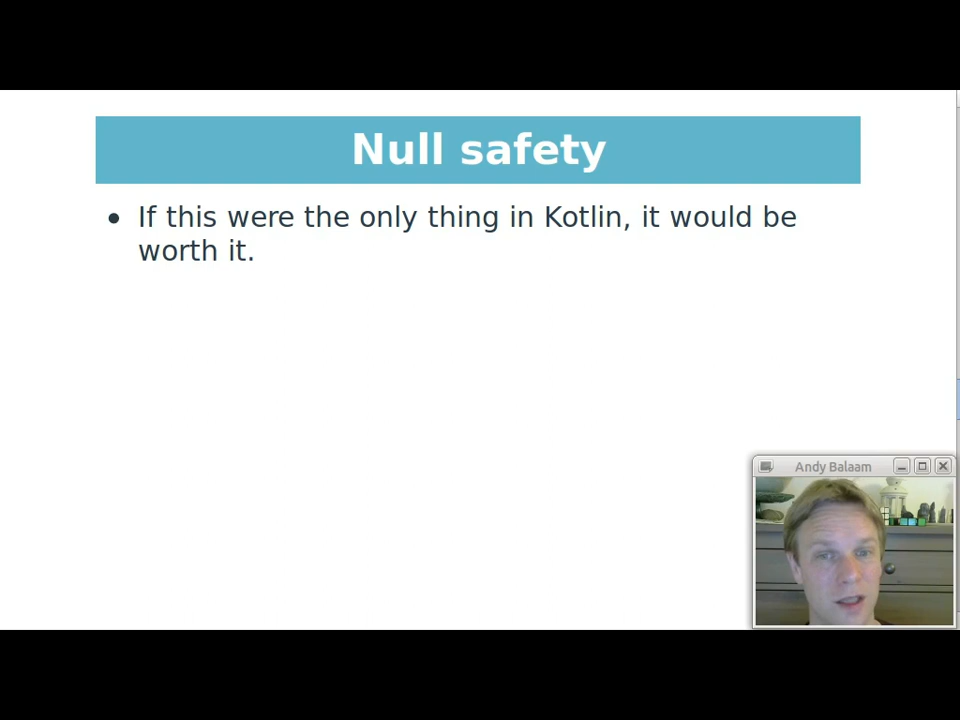 Null safety
If this were the only thing in Kotlin, it would be
worth it.
Andy Balaam